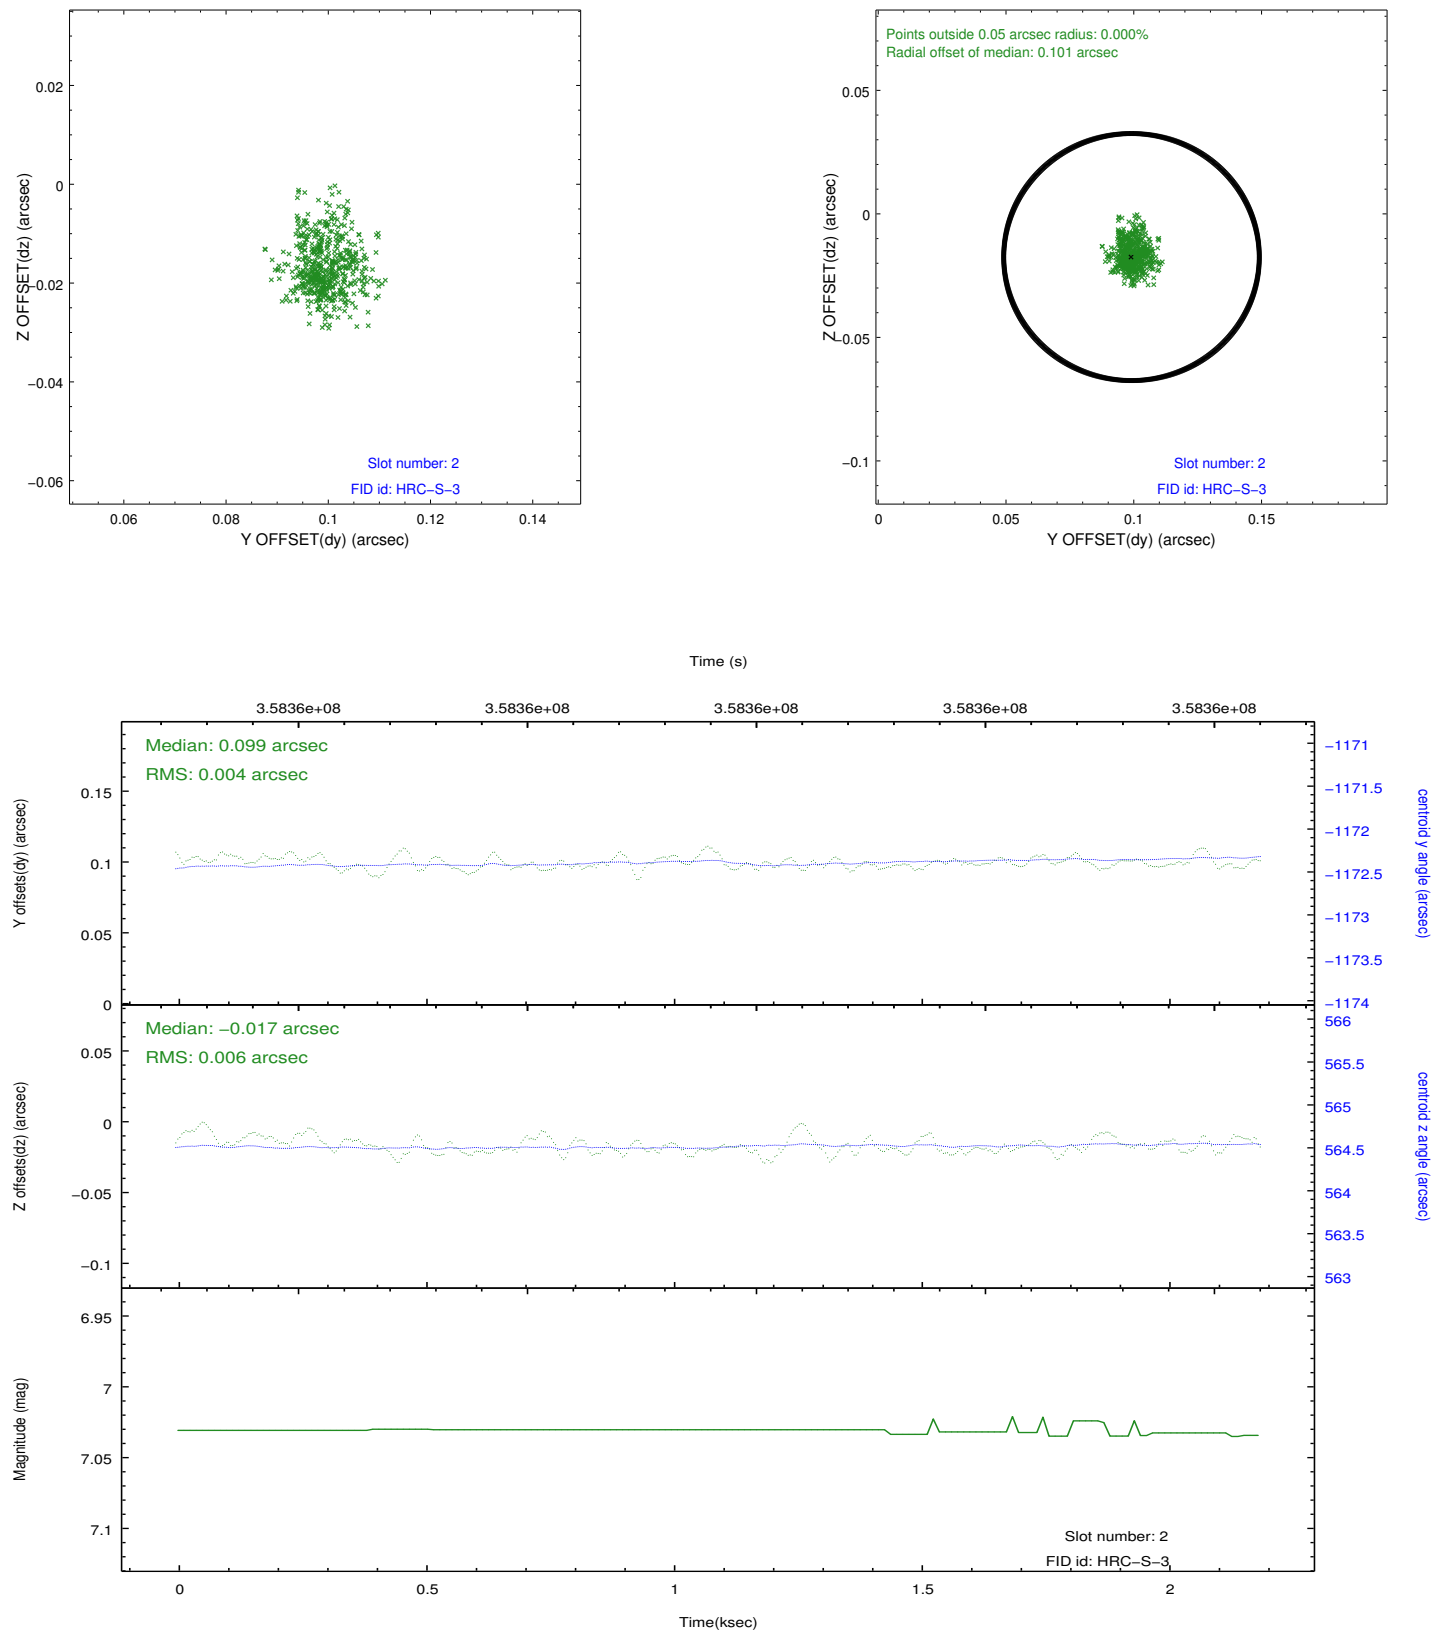 0.02
0
−0.02
−0.04
−0.06
Z OFFSET(dz) (arcsec)
Slot number: 2
FID id: HRC−S−3
0.06 0.08 0.1 0.12 0.14
Y OFFSET(dy) (arcsec)
Points outside 0.05 arcsec radius: 0.000%
Radial offset of median: 0.101 arcsec
0.05
0
−0.05
−0.1
Z OFFSET(dz) (arcsec)
Slot number: 2
FID id: HRC−S−3
0 0.05 0.1 0.15
Y OFFSET(dy) (arcsec)
Time (s)
3.5836e+08 3.5836e+08 3.5836e+08 3.5836e+08 3.5836e+08
Median: 0.099 arcsec
RMS: 0.004 arcsec
Y offsets(dy) (arcsec)
0.15
0.1
0.05
0
−1171
−1171.5
−1172
−1172.5
−1173
−1173.5
−1174
centroid y angle (arcsec)
Median: −0.017 arcsec
RMS: 0.006 arcsec
Z offsets(dz) (arcsec)
0.05
0
−0.05
−0.1
566
565.5
565
564.5
564
563.5
563
centroid z angle (arcsec)
Magnitude (mag)
6.95
7
7.05
7.1
Slot number: 2
FID id: HRC−S−3
0 0.5 1 1.5 2
Time(ksec)